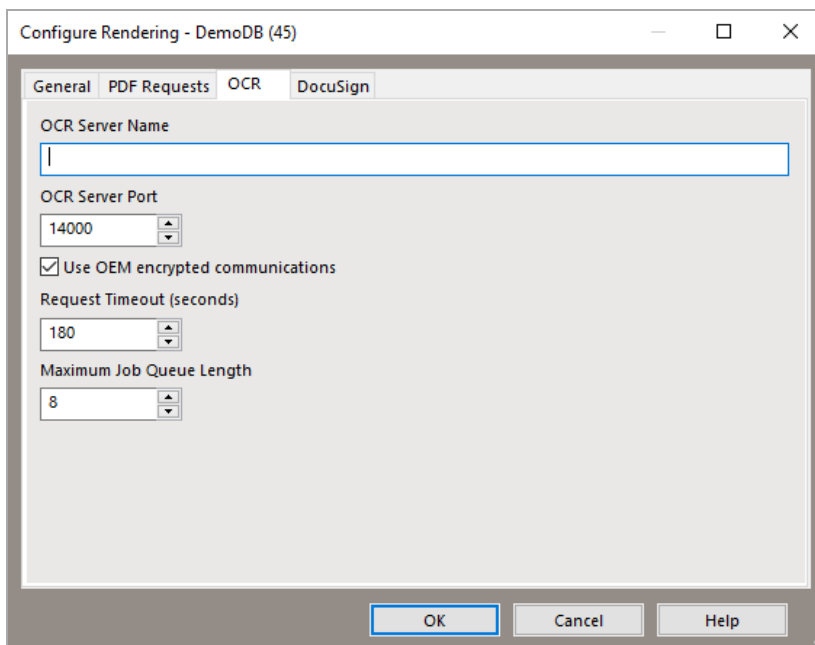 Configure Rendering - DemoDB (45)
General PDF Requests OCR DocuSign
OCR Server Name
OCR Server Port
14000
Use OEM encrypted communications
Request Timeout (seconds)
180
Maximum Job Queue Length
8
OK Cancel Help